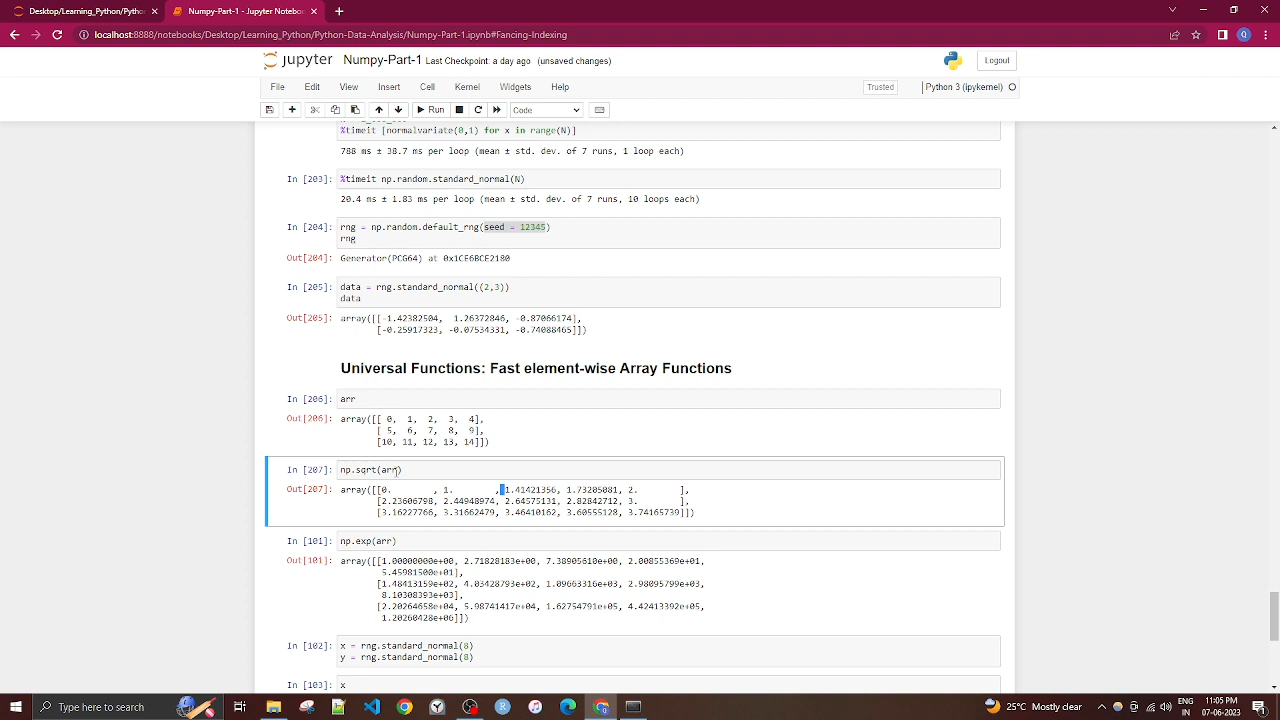 Desktop/Learning_Python/Python
Numpy-Part-1 - Jupyter Notebook
localhost:8888/notebooks/Desktop/Learning_Python/Python-Data-Analysis/Numpy-Part-1.ipynb#Fancing-Indexing
jupyter Numpy-Part-1 Last Checkpoint: a day ago (unsaved changes)
Logout
File Edit View Insert Cell Kernel Widgets Help
Trusted
Python 3 (ipykernel)
Run
Code
%timeit [normalvariate(0,1) for x in range(N)]
788 ms ± 38.7 ms per loop (mean ± std. dev. of 7 runs, 1 loop each)
In [203]: %timeit np.random.standard_normal(N)
20.4 ms ± 1.83 ms per loop (mean ± std. dev. of 7 runs, 10 loops each)
In [204]: rng = np.random.default_rng(seed = 12345)
rng
Out[204]: Generator(PCG64) at 0x1CE6BCE2180
In [205]: data = rng.standard_normal((2,3))
data
Out[205]: array([[-1.42382504, 1.26372846, -0.87066174],
[-0.25917323, -0.07534331, -0.74088465]])
Universal Functions: Fast element-wise Array Functions
In [206]: arr
Out[206]: array([[ 0, 1, 2, 3, 4],
[ 5, 6, 7, 8, 9],
[10, 11, 12, 13, 14]])
In [207]: np.sqrt(arr)
Out[207]: array([[0. , 1. , 1.41421356, 1.73205081, 2. ],
[2.23606798, 2.44948974, 2.64575131, 2.82842712, 3. ],
[3.16227766, 3.31662479, 3.46410162, 3.60555128, 3.74165739]])
In [101]: np.exp(arr)
Out[101]: array([[1.00000000e+00, 2.71828183e+00, 7.38905610e+00, 2.00855369e+01,
5.45981500e+01],
[1.48413159e+02, 4.03428793e+02, 1.09663316e+03, 2.98095799e+03,
8.10308393e+03],
[2.20264658e+04, 5.98741417e+04, 1.62754791e+05, 4.42413392e+05,
1.20260428e+06]])
In [102]: x = rng.standard_normal(8)
y = rng.standard_normal(8)
In [103]: x
Type here to search
25°C Mostly clear
ENG
IN
11:05 PM
07-06-2023